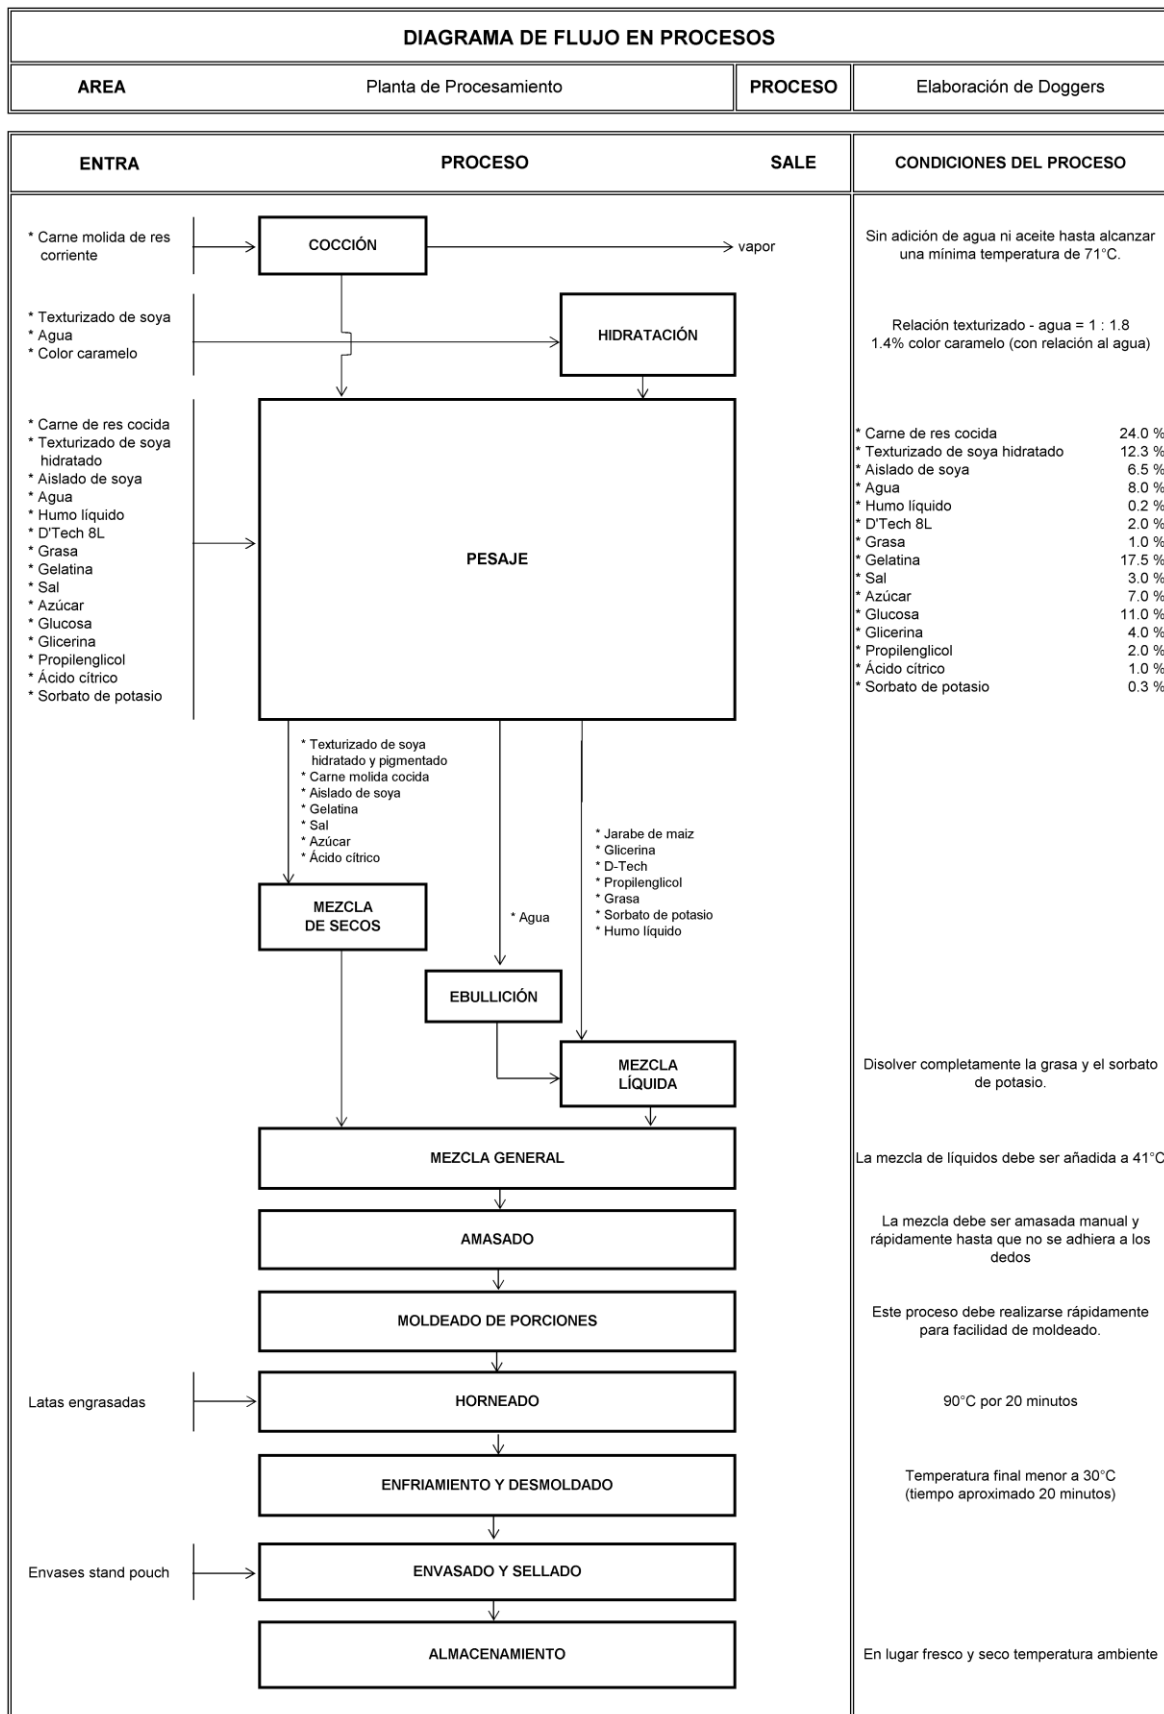 DIAGRAMA DE FLUJO EN PROCESOS
AREA
Planta de Procesamiento
PROCESO
Elaboración de Doggers
ENTRA
PROCESO
SALE
CONDICIONES DEL PROCESO
* Carne molida de res
corriente
COCCIÓN
vapor
Sin adición de agua ni aceite hasta alcanzar
una mínima temperatura de 71°C.
* Texturizado de soya
* Agua
* Color caramelo
HIDRATACIÓN
Relación texturizado - agua = 1 : 1.8
1.4% color caramelo (con relación al agua)
* Carne de res cocida
* Texturizado de soya
hidratado
* Aislado de soya
* Agua
* Humo líquido
* D'Tech 8L
* Grasa
* Gelatina
* Sal
* Azúcar
* Glucosa
* Glicerina
* Propilenglicol
* Ácido cítrico
* Sorbato de potasio
PESAJE
* Carne de res cocida 24.0 %
* Texturizado de soya hidratado 12.3 %
* Aislado de soya 6.5 %
* Agua 8.0 %
* Humo líquido 0.2 %
* D'Tech 8L 2.0 %
* Grasa 1.0 %
* Gelatina 17.5 %
* Sal 3.0 %
* Azúcar 7.0 %
* Glucosa 11.0 %
* Glicerina 4.0 %
* Propilenglicol 2.0 %
* Ácido cítrico 1.0 %
* Sorbato de potasio 0.3 %
* Texturizado de soya
hidratado y pigmentado
* Carne molida cocida
* Aislado de soya
* Gelatina
* Sal
* Azúcar
* Ácido cítrico
* Jarabe de maiz
* Glicerina
* D-Tech
* Propilenglicol
* Grasa
* Sorbato de potasio
* Humo líquido
MEZCLA
DE SECOS
* Agua
EBULLICIÓN
MEZCLA
LÍQUIDA
Disolver completamente la grasa y el sorbato
de potasio.
MEZCLA GENERAL
La mezcla de líquidos debe ser añadida a 41°C
AMASADO
La mezcla debe ser amasada manual y
rápidamente hasta que no se adhiera a los
dedos
MOLDEADO DE PORCIONES
Este proceso debe realizarse rápidamente
para facilidad de moldeado.
Latas engrasadas
HORNEADO
90°C por 20 minutos
ENFRIAMIENTO Y DESMOLDADO
Temperatura final menor a 30°C
(tiempo aproximado 20 minutos)
Envases stand pouch
ENVASADO Y SELLADO
ALMACENAMIENTO
En lugar fresco y seco temperatura ambiente